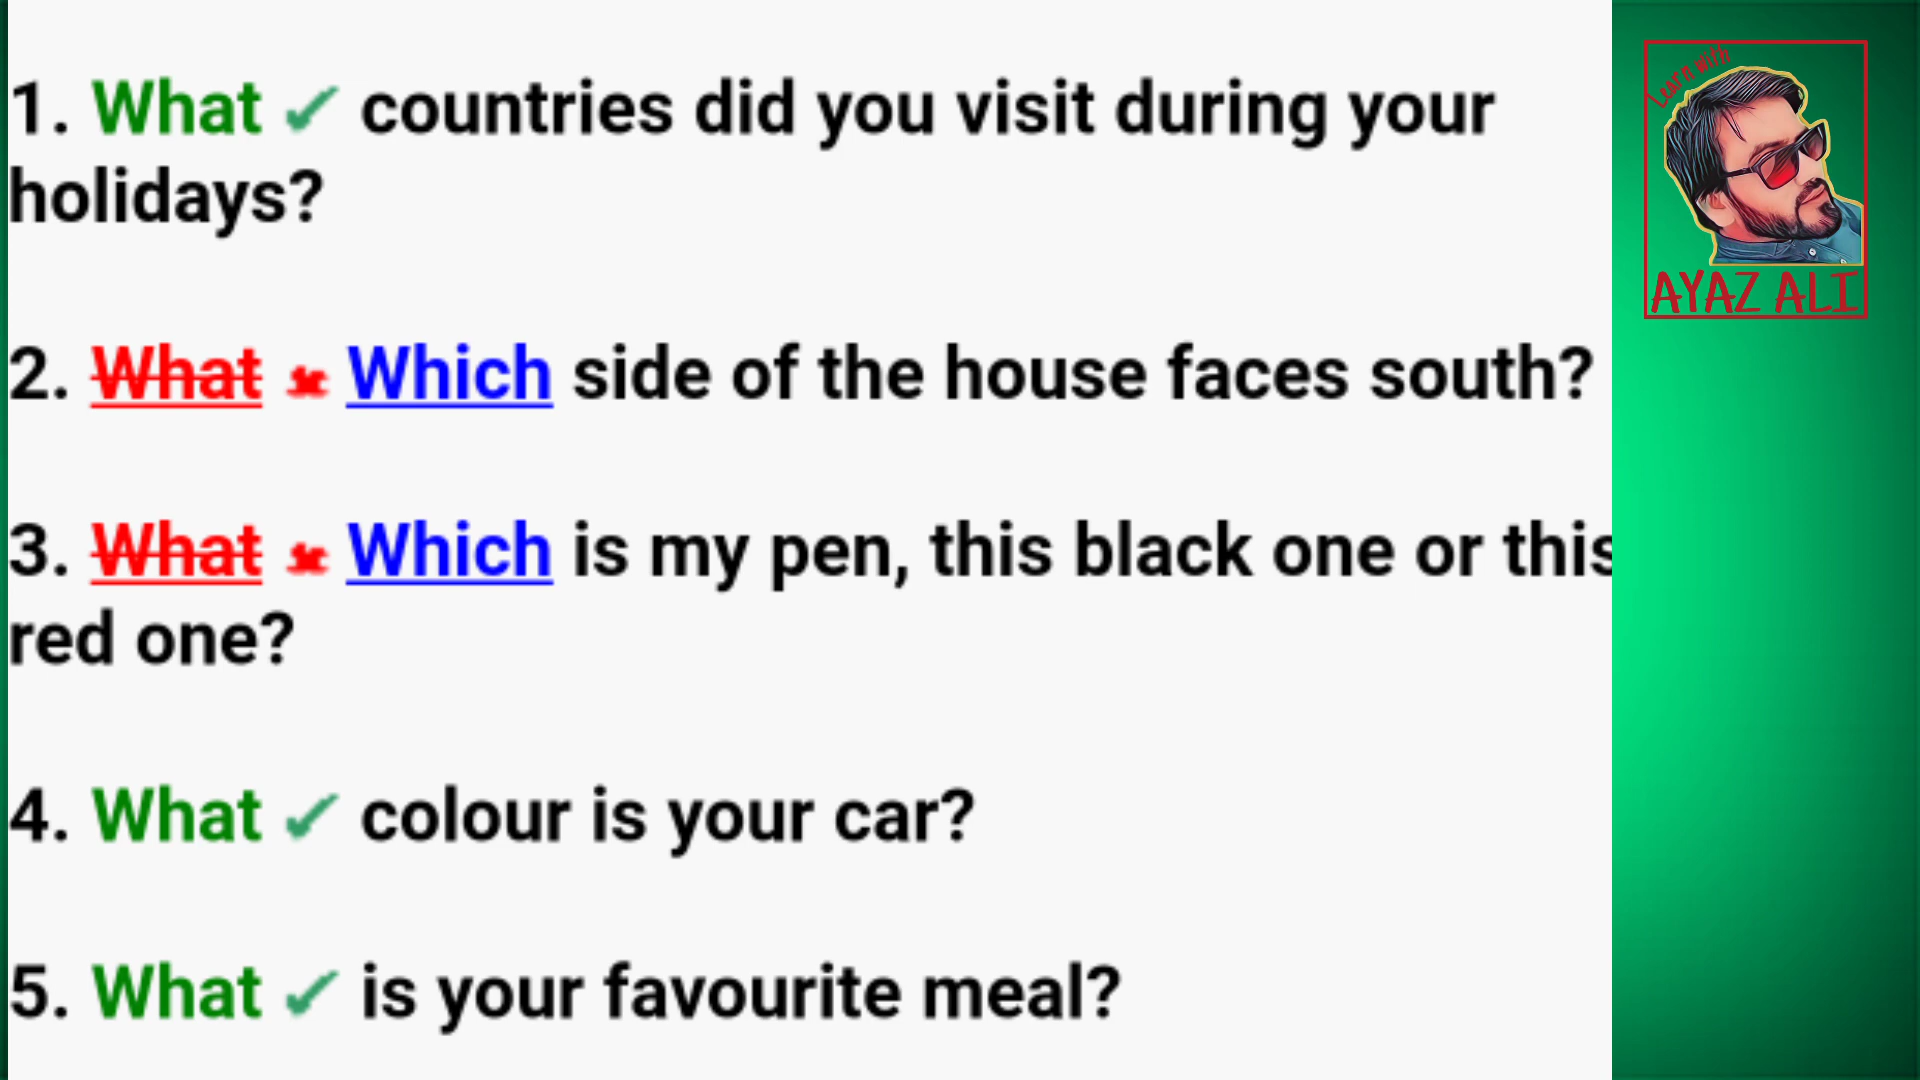 1. What ✓ countries did you visit during your
holidays?
2. What ✖ Which side of the house faces south?
3. What ✖ Which is my pen, this black one or this
red one?
4. What ✓ colour is your car?
5. What ✓ is your favourite meal?
Learn with
AYAZ ALI